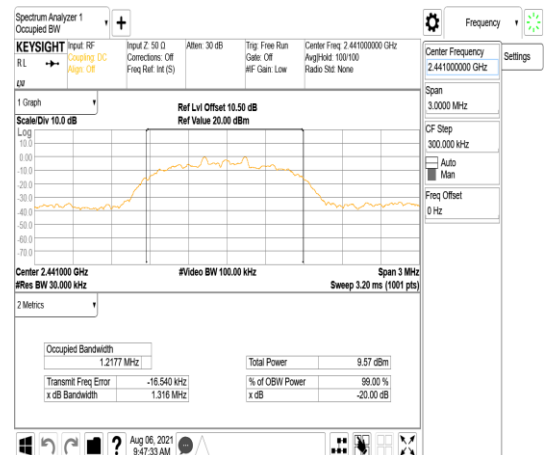 Spectrum Analyzer 1
Occupied BW
Frequency
KEYSIGHT
Input: RF
Input Z: 50 Ω
Atten: 30 dB
Trig: Free Run
Center Freq: 2.441000000 GHz
R L
Coupling: DC
Corrections: Off
Gate: Off
Avg|Hold: 100/100
Align: Off
Freq Ref: Int (S)
#IF Gain: Low
Radio Std: None
Center Frequency
2.441000000 GHz
Settings
Span
3.0000 MHz
CF Step
300.000 kHz
Auto
Man
Freq Offset
0 Hz
1 Graph
Ref Lvl Offset 10.50 dB
Scale/Div 10.0 dB
Ref Value 20.00 dBm
Log
10.0
0.00
-10.0
-20.0
-30.0
-40.0
-50.0
-60.0
-70.0
Center 2.441000 GHz
#Video BW 100.00 kHz
Span 3 MHz
#Res BW 30.000 kHz
Sweep 3.20 ms (1001 pts)
2 Metrics
Occupied Bandwidth
1.2177 MHz
Total Power 9.57 dBm
Transmit Freq Error -16.540 kHz
% of OBW Power 99.00 %
x dB Bandwidth 1.316 MHz
x dB -20.00 dB
?
Aug 06, 2021
9:47:33 AM